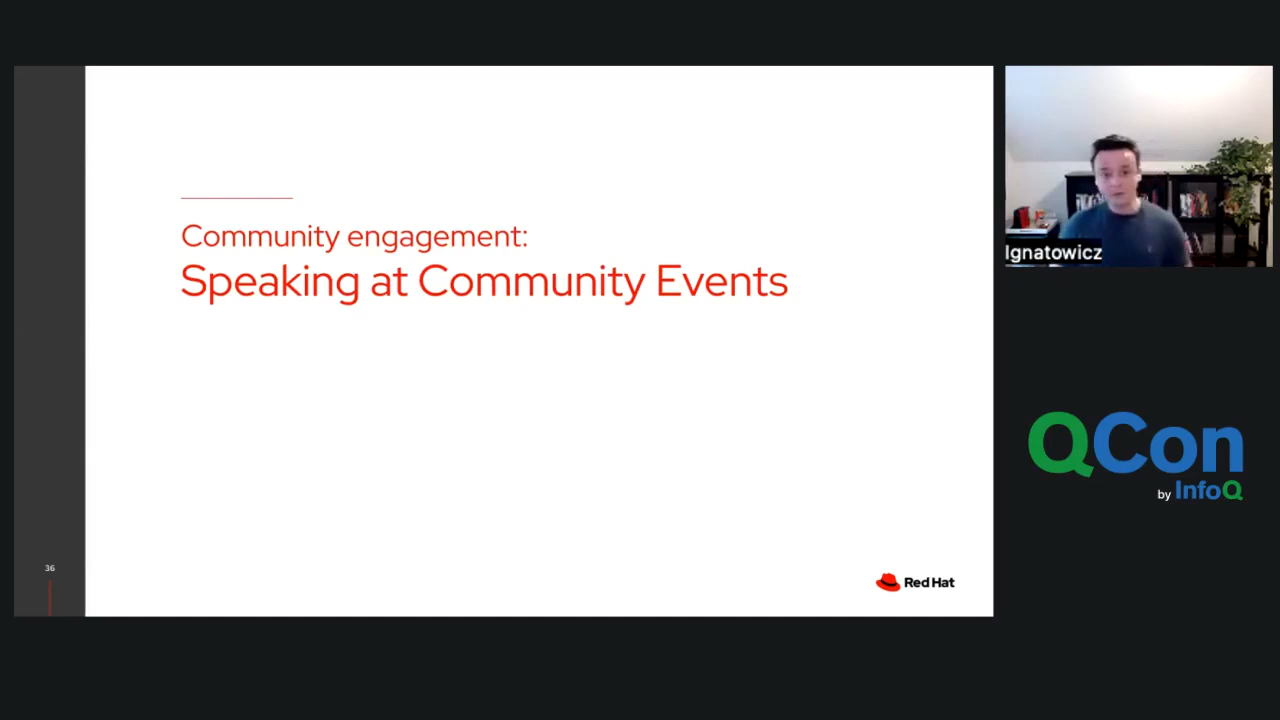 Community engagement:
Speaking at Community Events
36
Red Hat
Ignatowicz
QCon
by InfoQ